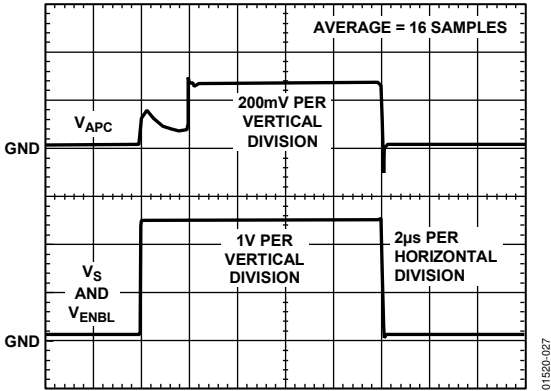 AVERAGE = 16 SAMPLES
VAPC
200mV PER
VERTICAL
DIVISION
GND
1V PER
VERTICAL
DIVISION
2µs PER
HORIZONTAL
DIVISION
VS
AND
VENBL
GND
01520-027